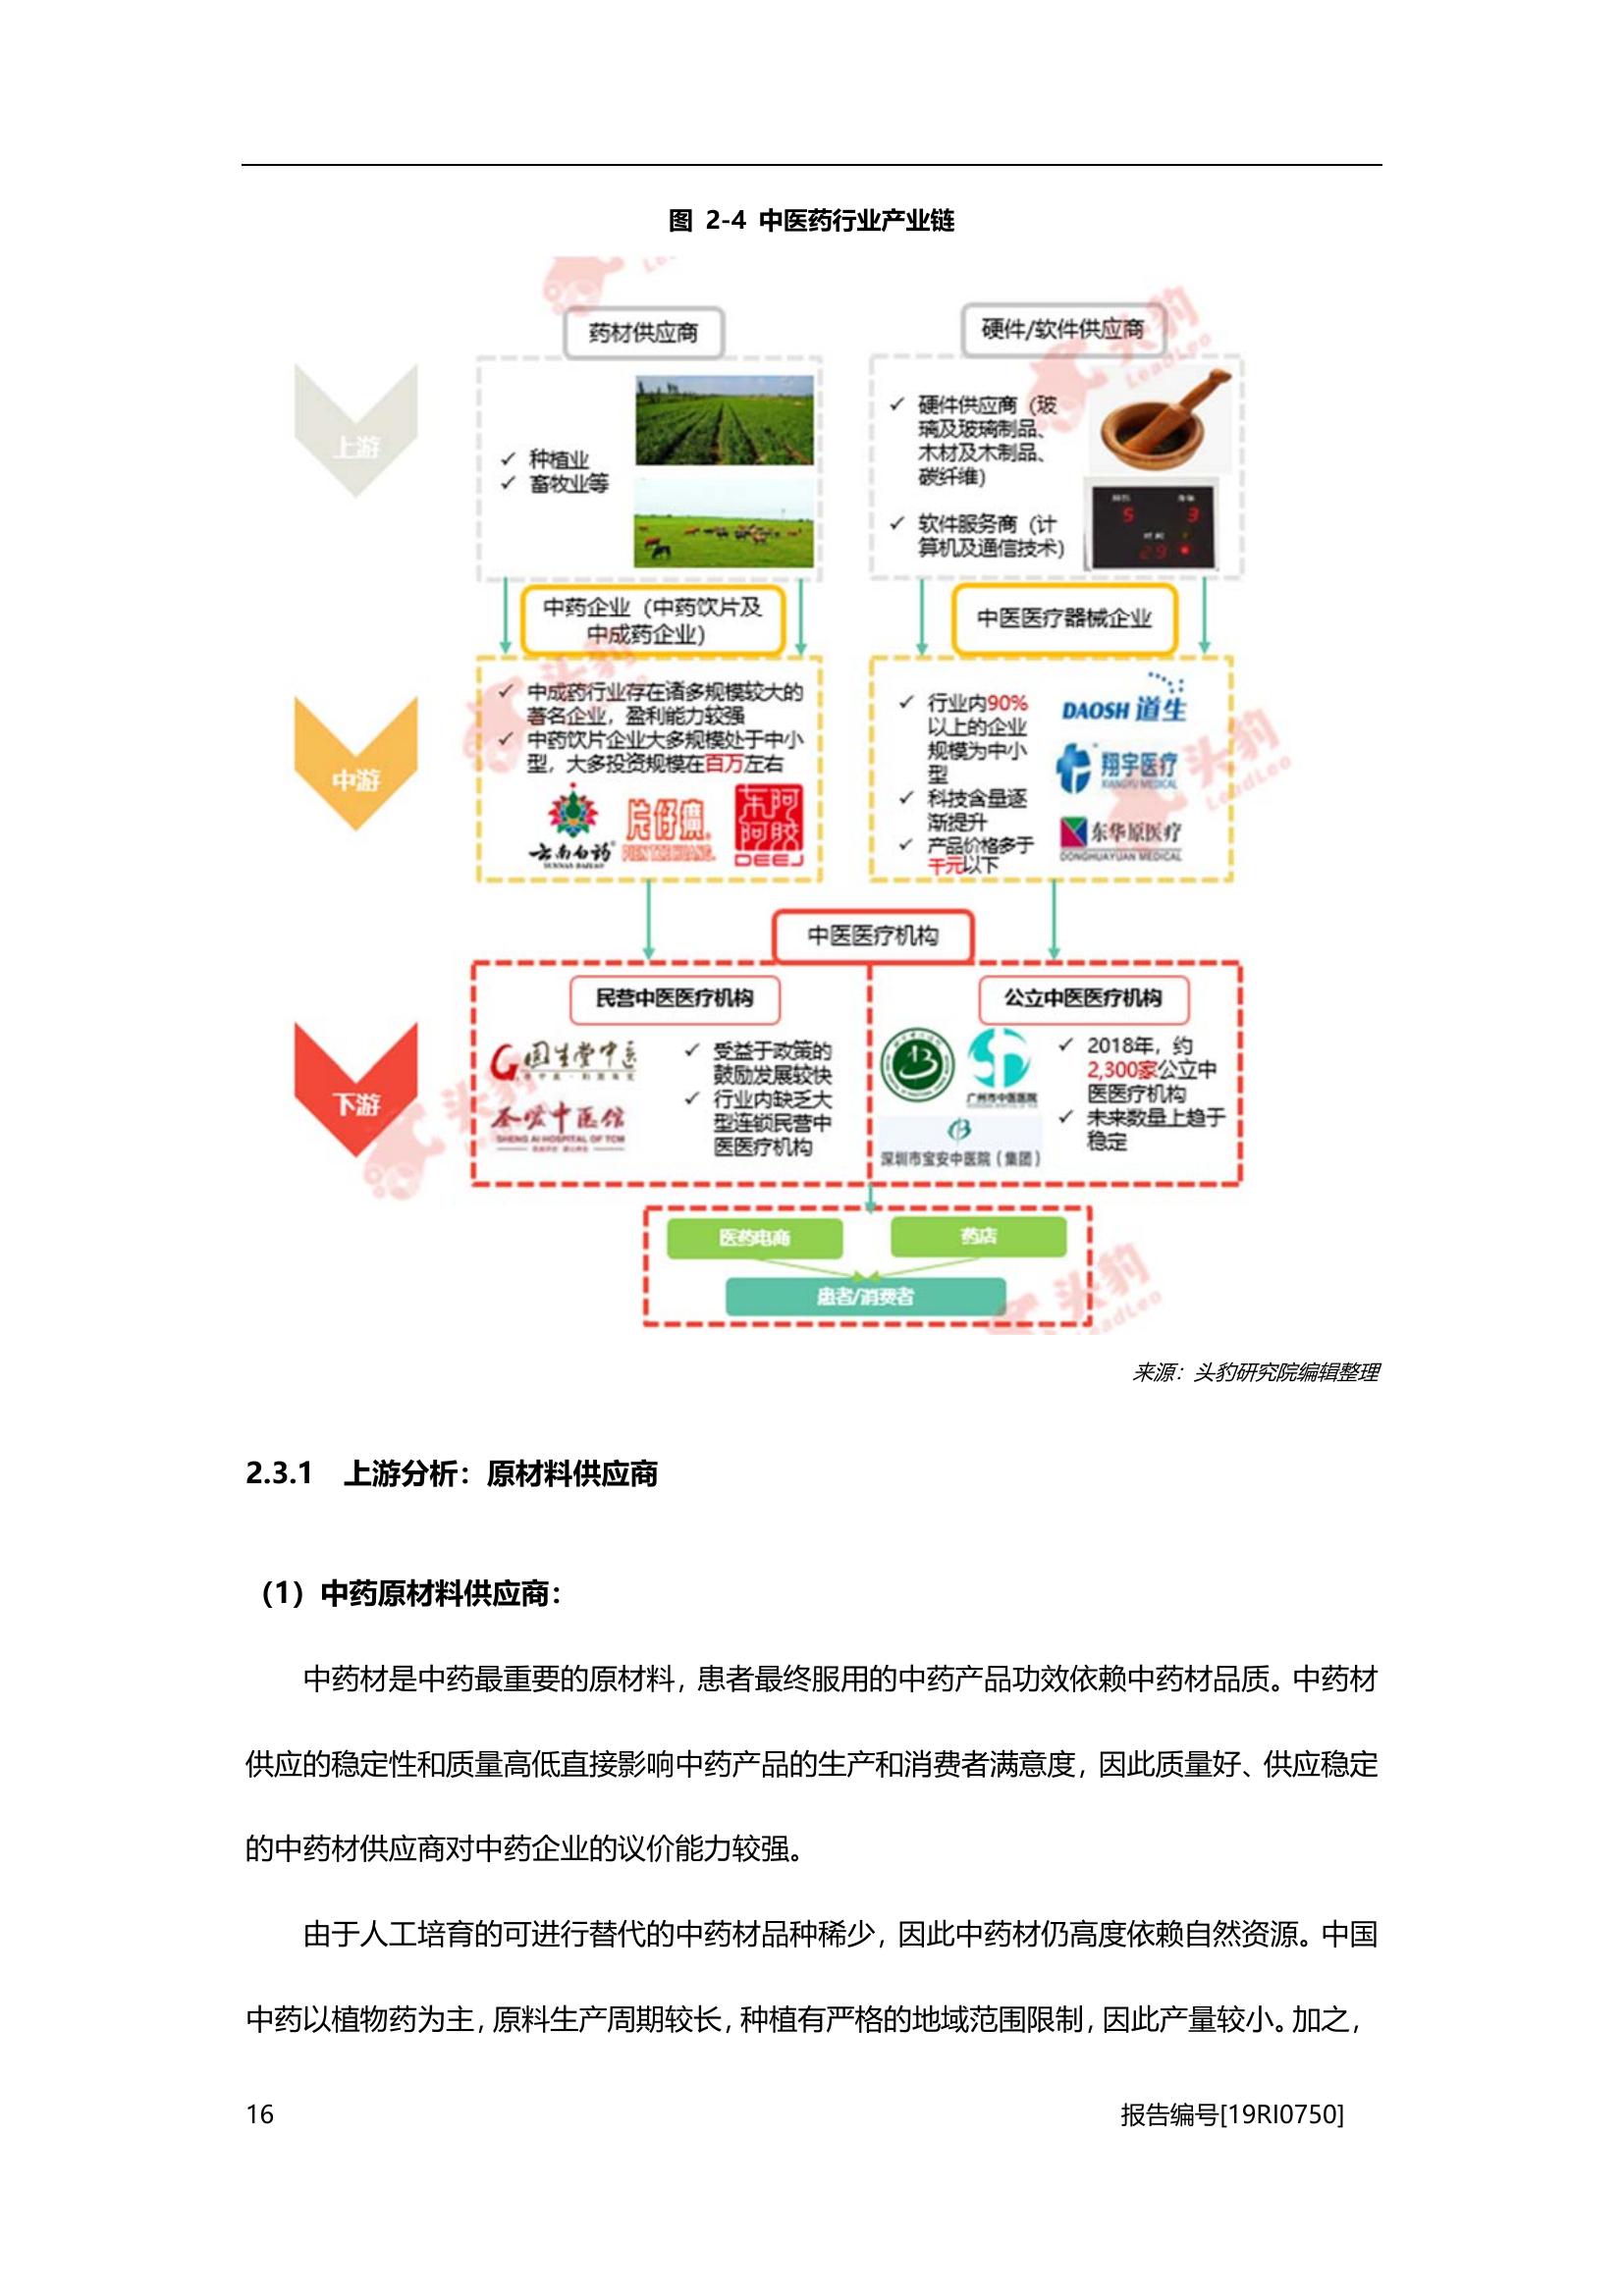 图 2-4 中医药行业产业链
药材供应商
硬件/软件供应商
上游
✓ 种植业
✓ 畜牧业等
✓ 硬件供应商（玻
璃及玻璃制品、
木材及木制品、
碳纤维）
✓ 软件服务商（计
算机及通信技术）
5 3
29
中药企业（中药饮片及
中成药企业）
中医医疗器械企业
中游
✓ 中成药行业存在诸多规模较大的
著名企业，盈利能力较强
✓ 中药饮片企业大多规模处于中小
型，大多投资规模在百万左右
云南白药
YUNNAN BAIYAO
片仔癀
PIEN TZE HUANG.
东阿阿胶
DEEJ
✓ 行业内90%
以上的企业
规模为中小
型
✓ 科技含量逐
渐提升
✓ 产品价格多于
千元以下
DAOSH 道生
翔宇医疗
XIANGYU MEDICAL
东华原医疗
DONGHUAYUAN MEDICAL
中医医疗机构
下游
民营中医医疗机构
固生堂中医
圣爱中医馆
SHENG AI HOSPITAL OF TCM
✓ 受益于政策的
鼓励发展较快
✓ 行业内缺乏大
型连锁民营中
医医疗机构
公立中医医疗机构
广州市中医医院
深圳市宝安中医院（集团）
✓ 2018年，约
2,300家公立中
医医疗机构
✓ 未来数量上趋于
稳定
医药电商
药店
患者/消费者
头豹
LeadLeo
来源：头豹研究院编辑整理
2.3.1 上游分析：原材料供应商
（1）中药原材料供应商：
中药材是中药最重要的原材料，患者最终服用的中药产品功效依赖中药材品质。中药材
供应的稳定性和质量高低直接影响中药产品的生产和消费者满意度，因此质量好、供应稳定
的中药材供应商对中药企业的议价能力较强。
由于人工培育的可进行替代的中药材品种稀少，因此中药材仍高度依赖自然资源。中国
中药以植物药为主，原料生产周期较长，种植有严格的地域范围限制，因此产量较小。加之，
16
报告编号[19RI0750]